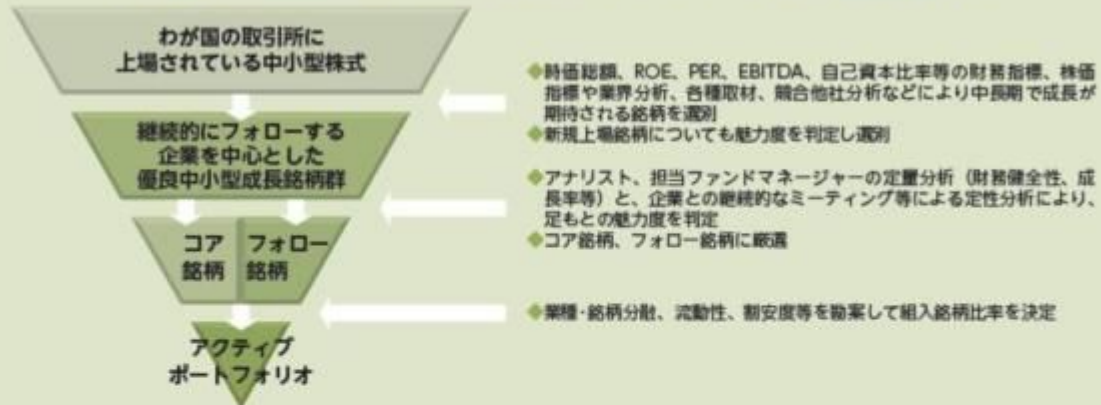 わが国の取引所に
上場されている中小型株式
◆時価総額、ROE、PER、EBITDA、自己資本比率等の財務指標、株価
指標や業界分析、各種取材、競合他社分析などにより中長期で成長が
期待される銘柄を選別
◆新規上場銘柄についても魅力度を判定し選別
継続的にフォローする
企業を中心とした
優良中小型成長銘柄群
◆アナリスト、担当ファンドマネージャーの定量分析（財務健全性、成
長率等）と、企業との継続的なミーティング等による定性分析により、
足もとの魅力度を判定
◆コア銘柄、フォロー銘柄に厳選
コア
銘柄
フォロー
銘柄
◆業種・銘柄分散、流動性、割安度等を勘案して組入銘柄比率を決定
アクティブ
ポートフォリオ